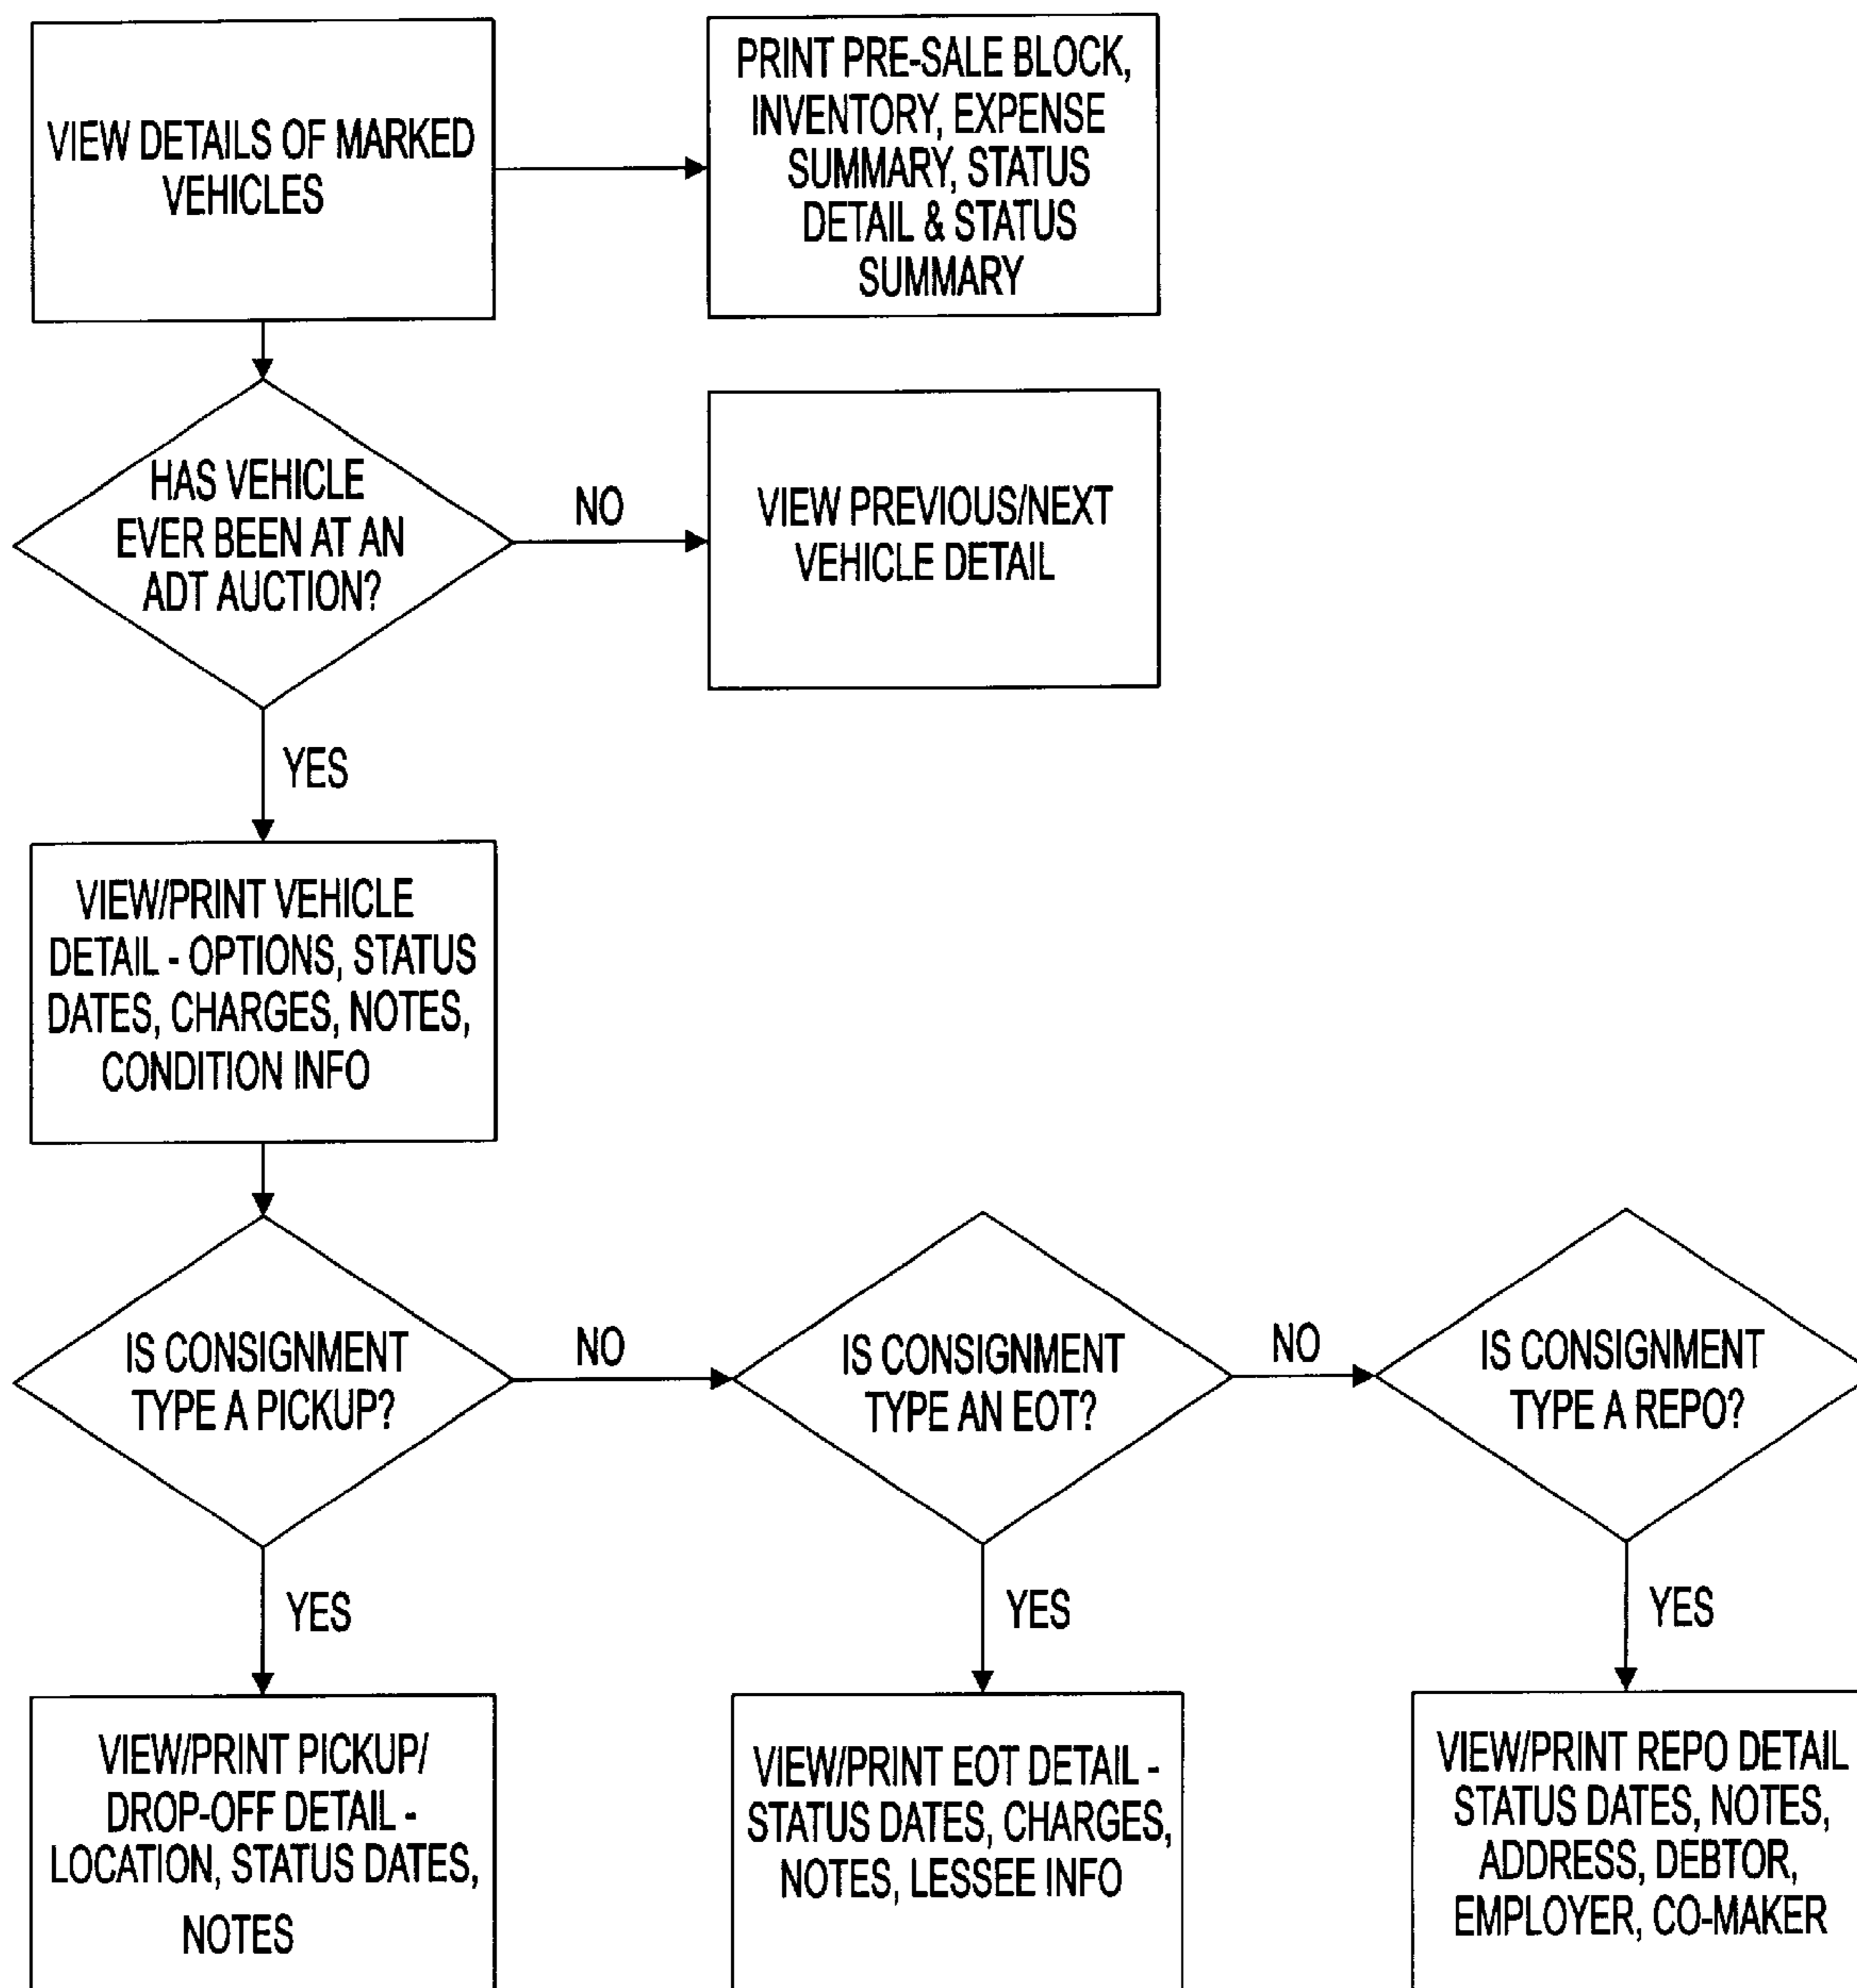 VIEW DETAILS OF MARKED
VEHICLES
PRINT PRE-SALE BLOCK,
INVENTORY, EXPENSE
SUMMARY, STATUS
DETAIL & STATUS
SUMMARY
HAS VEHICLE
EVER BEEN AT AN
ADT AUCTION?
NO
VIEW PREVIOUS/NEXT
VEHICLE DETAIL
YES
VIEW/PRINT VEHICLE
DETAIL - OPTIONS, STATUS
DATES, CHARGES, NOTES,
CONDITION INFO
IS CONSIGNMENT
TYPE A PICKUP?
NO
IS CONSIGNMENT
TYPE AN EOT?
NO
IS CONSIGNMENT
TYPE A REPO?
YES
YES
YES
VIEW/PRINT PICKUP/
DROP-OFF DETAIL -
LOCATION, STATUS DATES,
NOTES
VIEW/PRINT EOT DETAIL -
STATUS DATES, CHARGES,
NOTES, LESSEE INFO
VIEW/PRINT REPO DETAIL
STATUS DATES, NOTES,
ADDRESS, DEBTOR,
EMPLOYER, CO-MAKER